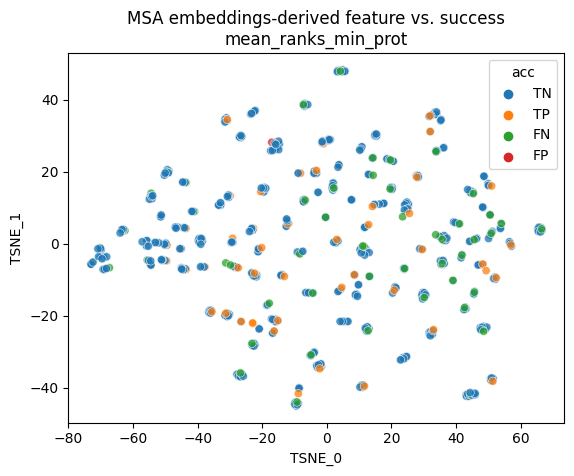 MSA embeddings-derived feature vs. success
mean_ranks_min_prot
acc
TN
TP
FN
FP
40
20
0
−20
−40
TSNE_1
−80
−60
−40
−20
0
20
40
60
TSNE_0